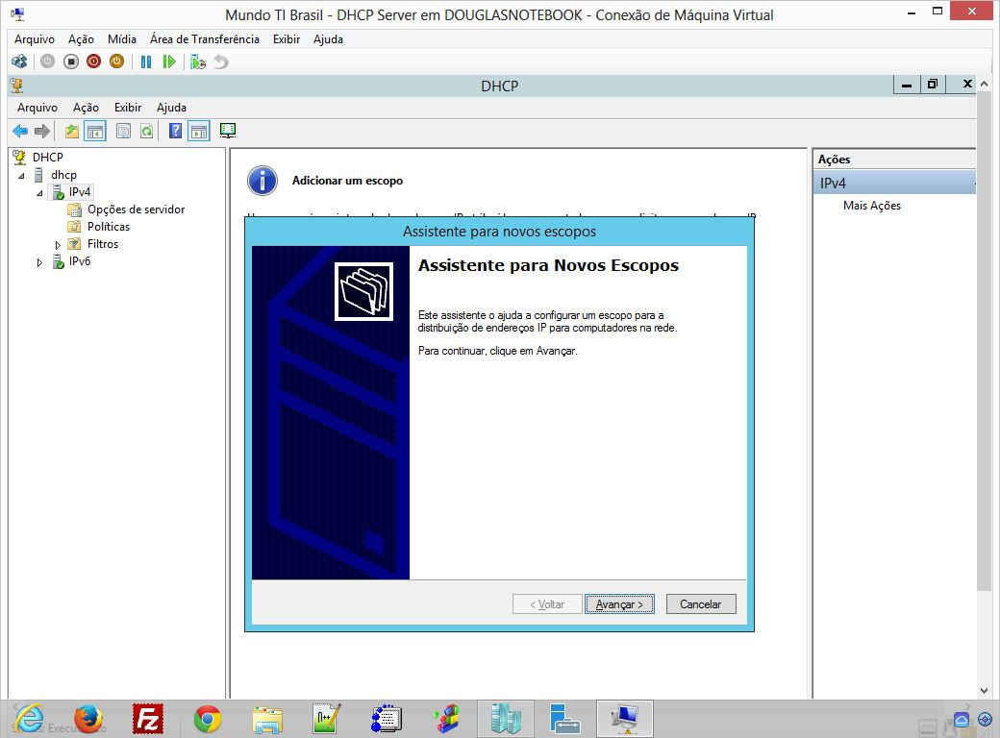 Mundo TI Brasil - DHCP Server em DOUGLASNOTEBOOK - Conexão de Máquina Virtual
Arquivo Ação Mídia Área de Transferência Exibir Ajuda
DHCP
Arquivo Ação Exibir Ajuda
DHCP
dhcp
IPv4
Opções de servidor
Políticas
Filtros
IPv6
Adicionar um escopo
Assistente para novos escopos
Assistente para Novos Escopos
Este assistente o ajuda a configurar um escopo para a
distribuição de endereços IP para computadores na rede.
Para continuar, clique em Avançar.
< Voltar Avançar > Cancelar
Ações
IPv4
Mais Ações